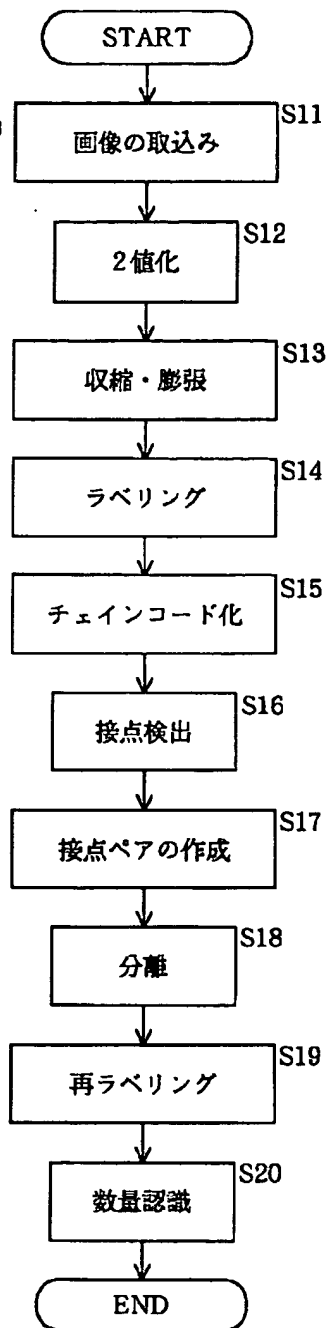 START
S11
画像の取込み
S12
2値化
S13
収縮・膨張
S14
ラベリング
S15
チェインコード化
S16
接点検出
S17
接点ペアの作成
S18
分離
S19
再ラベリング
S20
数量認識
END